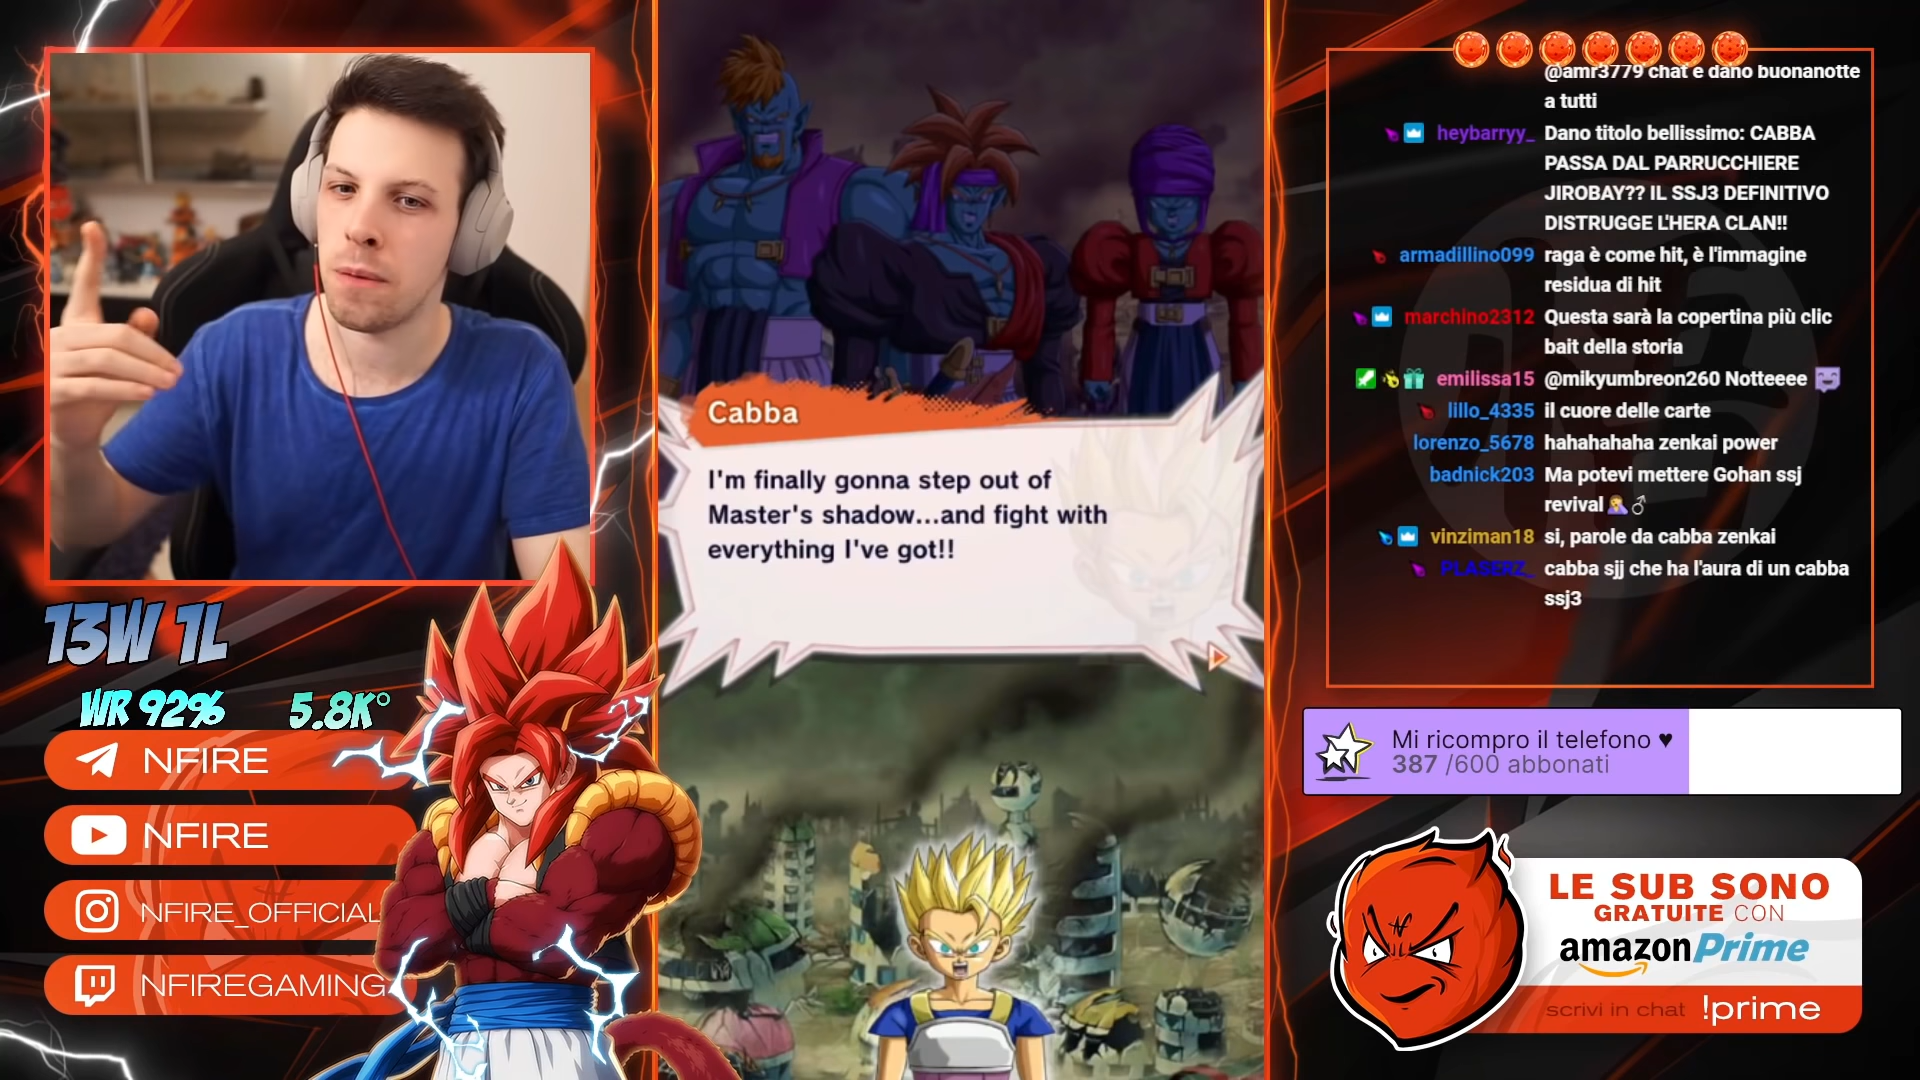 13W 1L
WR 92% 5.8K°
NFIRE
NFIRE
NFIRE_OFFICIAL
NFIREGAMING
Cabba
I'm finally gonna step out of
Master's shadow...and fight with
everything I've got!!
@amr3779 chat e dano buonanotte
a tutti
heybarryy_ Dano titolo bellissimo: CABBA
PASSA DAL PARRUCCHIERE
JIROBAY?? IL SSJ3 DEFINITIVO
DISTRUGGE L'HERA CLAN!!
armadillino099 raga è come hit, è l'immagine
residua di hit
marchino2312 Questa sarà la copertina più clic
bait della storia
emilissa15 @mikyumbreon260 Notteeee
lillo_4335 il cuore delle carte
lorenzo_5678 hahahahaha zenkai power
badnick203 Ma potevi mettere Gohan ssj
revival🤦‍♂
vinziman18 si, parole da cabba zenkai
PLASERZ_ cabba sjj che ha l'aura di un cabba
ssj3
Mi ricompro il telefono ♥
387 /600 abbonati
LE SUB SONO
GRATUITE CON
amazonPrime
scrivi in chat !prime